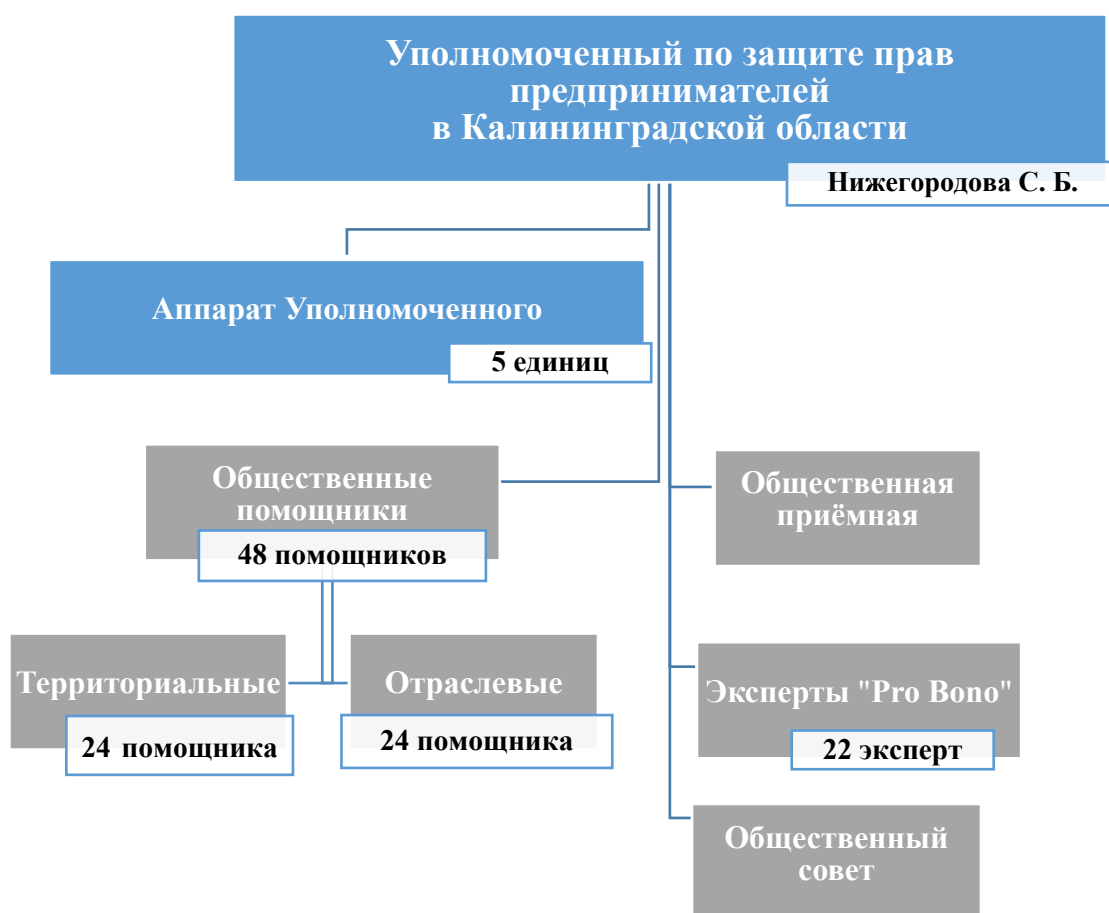 Уполномоченный по защите прав
предпринимателей
в Калининградской области
Нижегородова С. Б.
Аппарат Уполномоченного
5 единиц
Общественные
помощники
48 помощников
Общественная
приёмная
Территориальные
24 помощника
Отраслевые
24 помощника
Эксперты "Pro Bono"
22 эксперт
Общественный
совет